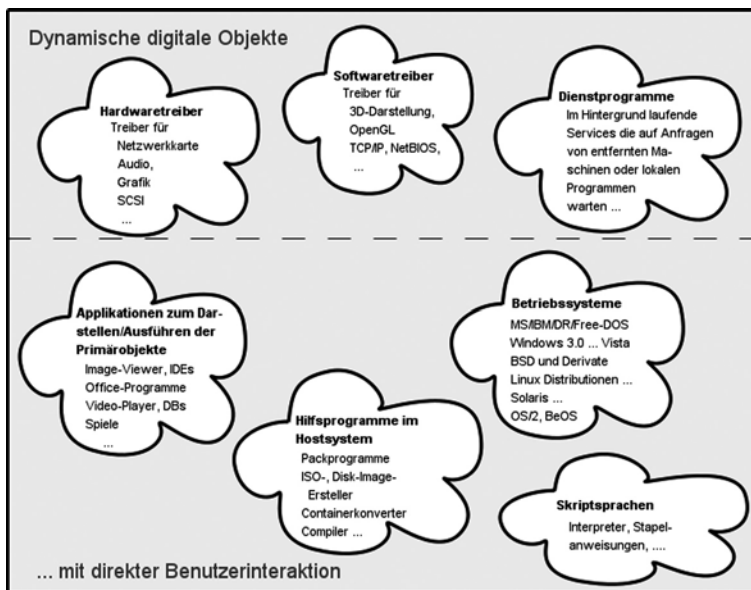 Dynamische digitale Objekte
Hardwaretreiber
Treiber für
Netzwerkkarte
Audio,
Grafik
SCSI
...
Softwaretreiber
Treiber für
3D-Darstellung,
OpenGL
TCP/IP, NetBIOS,
...
Dienstprogramme
Im Hintergrund laufende
Services die auf Anfragen
von entfernten Ma-
schinen oder lokalen
Programmen
warten ...
Applikationen zum Dar-
stellen/Ausführen der
Primärobjekte
Image-Viewer, IDEs
Office-Programme
Video-Player, DBs
Spiele
...
Hilfsprogramme im
Hostsystem
Packprogramme
ISO-, Disk-Image-
Ersteller
Containerkonverter
Compiler ...
Betriebssysteme
MS/IBM/DR/Free-DOS
Windows 3.0 ... Vista
BSD und Derivate
Linux Distributionen ...
Solaris ...
OS/2, BeOS
Skriptsprachen
Interpreter, Stapel-
anweisungen, ....
... mit direkter Benutzerinteraktion